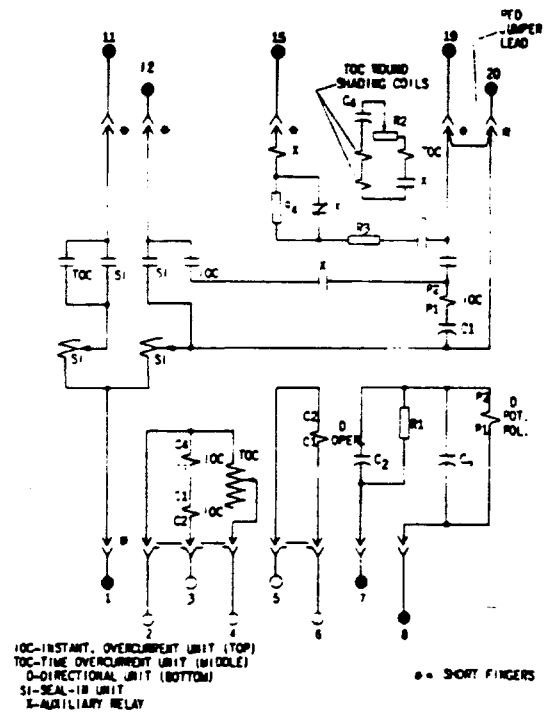 11
12
15
19
20
RED
JUMPER
LEAD
TOC WOUND
SHADING COILS
C4
R2
TOC
X
X
R4
X
R3
TOC
SI
SI
IOC
X
P2
P1
IOC
C1
SI
SI
C4
IOC
TOC
C1
C2
IOC
C2
C1
D
OPER.
C2
R1
P2
P1
D
POT.
POL.
1
2
3
4
5
6
7
8
IOC-INSTANT. OVERCURRENT UNIT (TOP)
TOC-TIME OVERCURRENT UNIT (MIDDLE)
D-DIRECTIONAL UNIT (BOTTOM)
SI-SEAL-IN UNIT
X-AUXILIARY RELAY
* = SHORT FINGERS